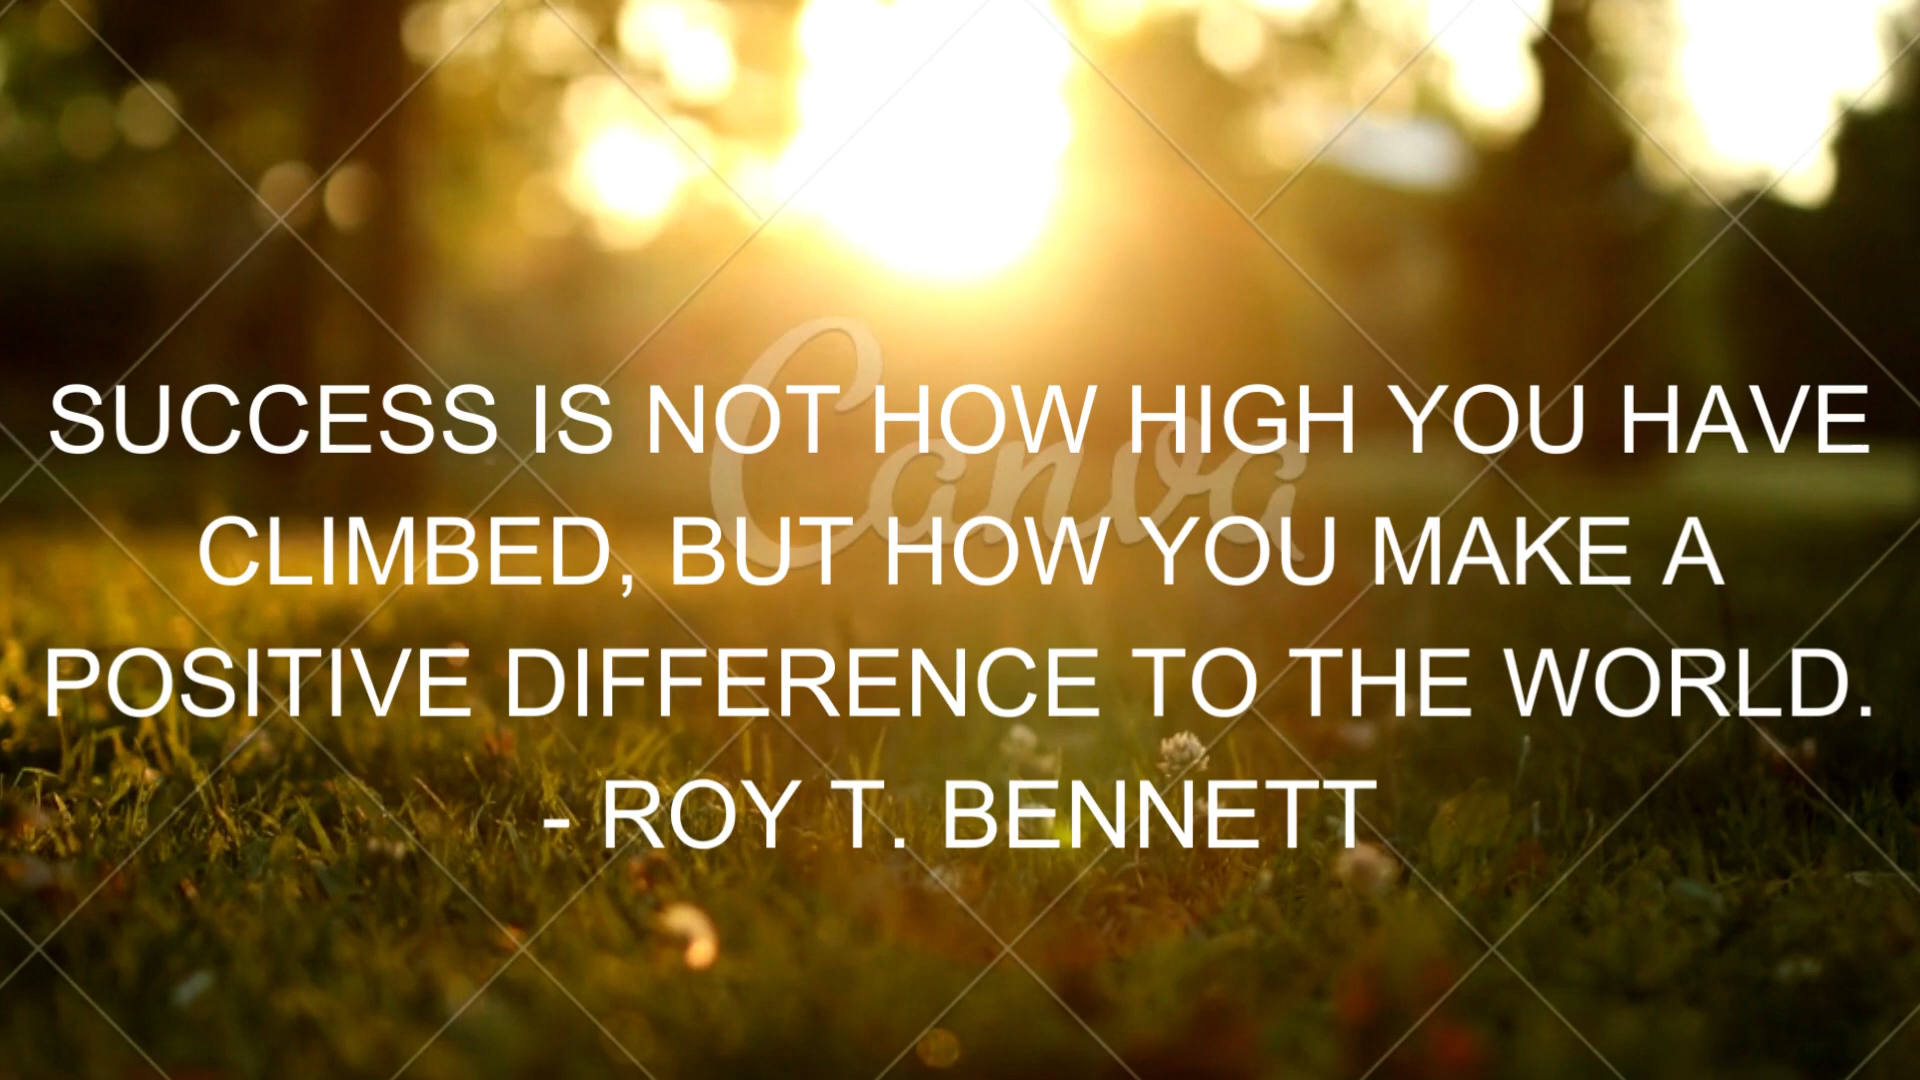 SUCCESS IS NOT HOW HIGH YOU HAVE
CLIMBED, BUT HOW YOU MAKE A
POSITIVE DIFFERENCE TO THE WORLD.
- ROY T. BENNETT
Canva